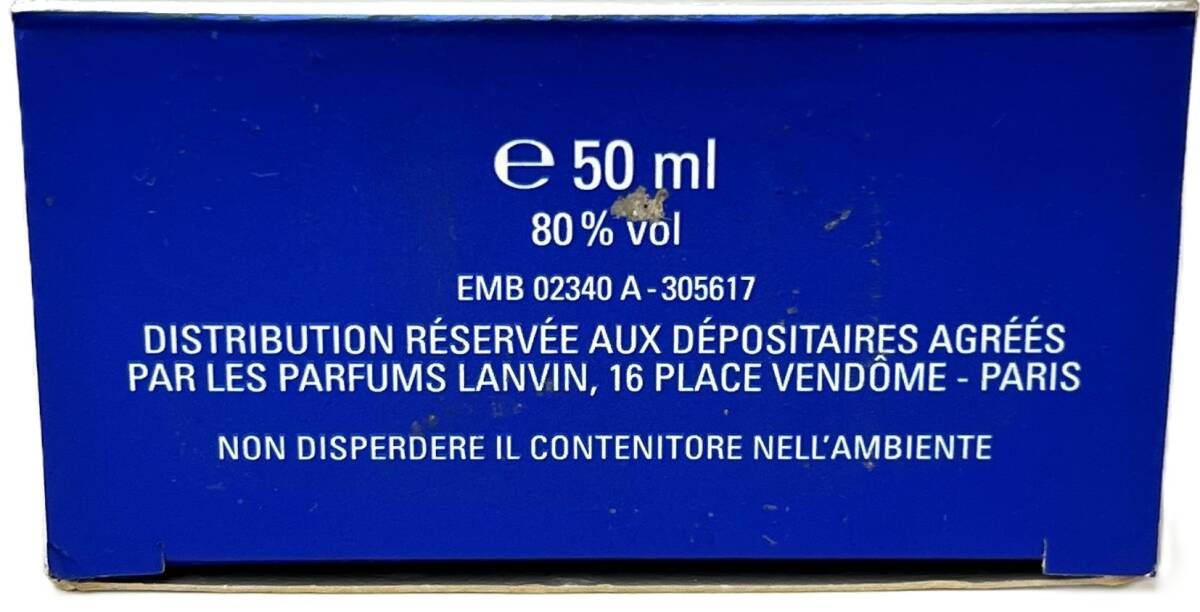 ℮ 50 ml
80 % vol
EMB 02340 A - 305617
DISTRIBUTION RÉSERVÉE AUX DÉPOSITAIRES AGRÉÉS
PAR LES PARFUMS LANVIN, 16 PLACE VENDÔME - PARIS
NON DISPERDERE IL CONTENITORE NELL'AMBIENTE